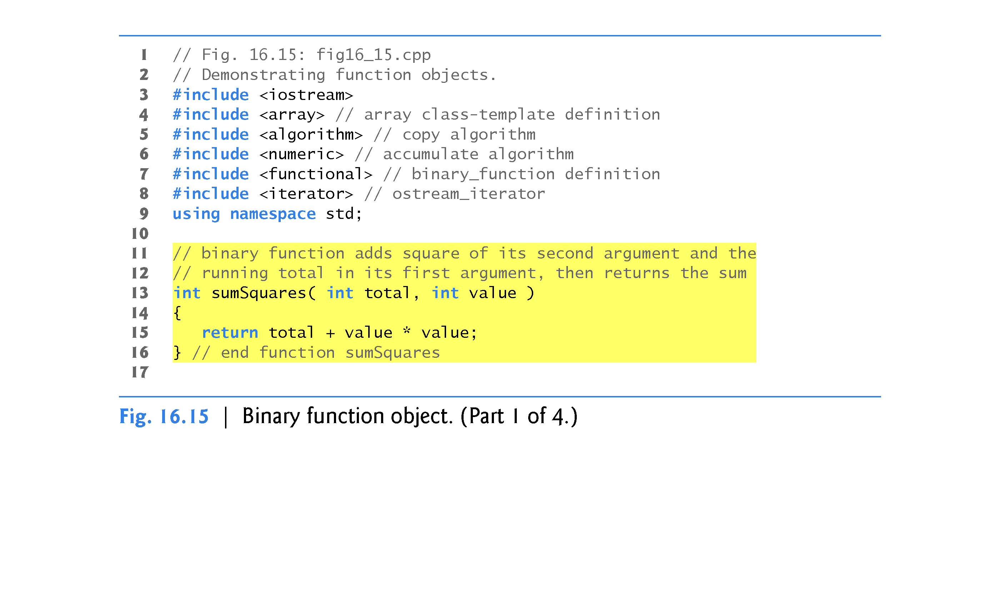 1 // Fig. 16.15: fig16_15.cpp
2 // Demonstrating function objects.
3 #include <iostream>
4 #include <array> // array class-template definition
5 #include <algorithm> // copy algorithm
6 #include <numeric> // accumulate algorithm
7 #include <functional> // binary_function definition
8 #include <iterator> // ostream_iterator
9 using namespace std;
10
11 // binary function adds square of its second argument and the
12 // running total in its first argument, then returns the sum
13 int sumSquares( int total, int value )
14 {
15    return total + value * value;
16 } // end function sumSquares
17
Fig. 16.15 | Binary function object. (Part 1 of 4.)